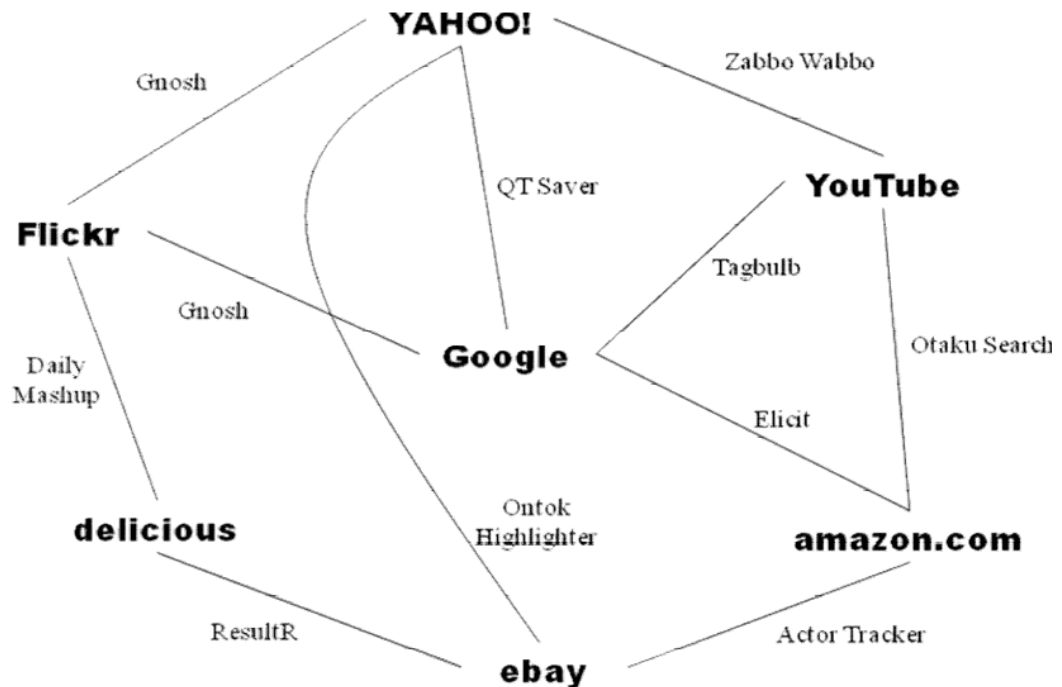 YAHOO!
Gnosh
Zabbo Wabbo
QT Saver
YouTube
Flickr
Tagbulb
Gnosh
Google
Otaku Search
Daily
Mashup
Elicit
Ontok
Highlighter
delicious
amazon.com
ResultR
Actor Tracker
ebay